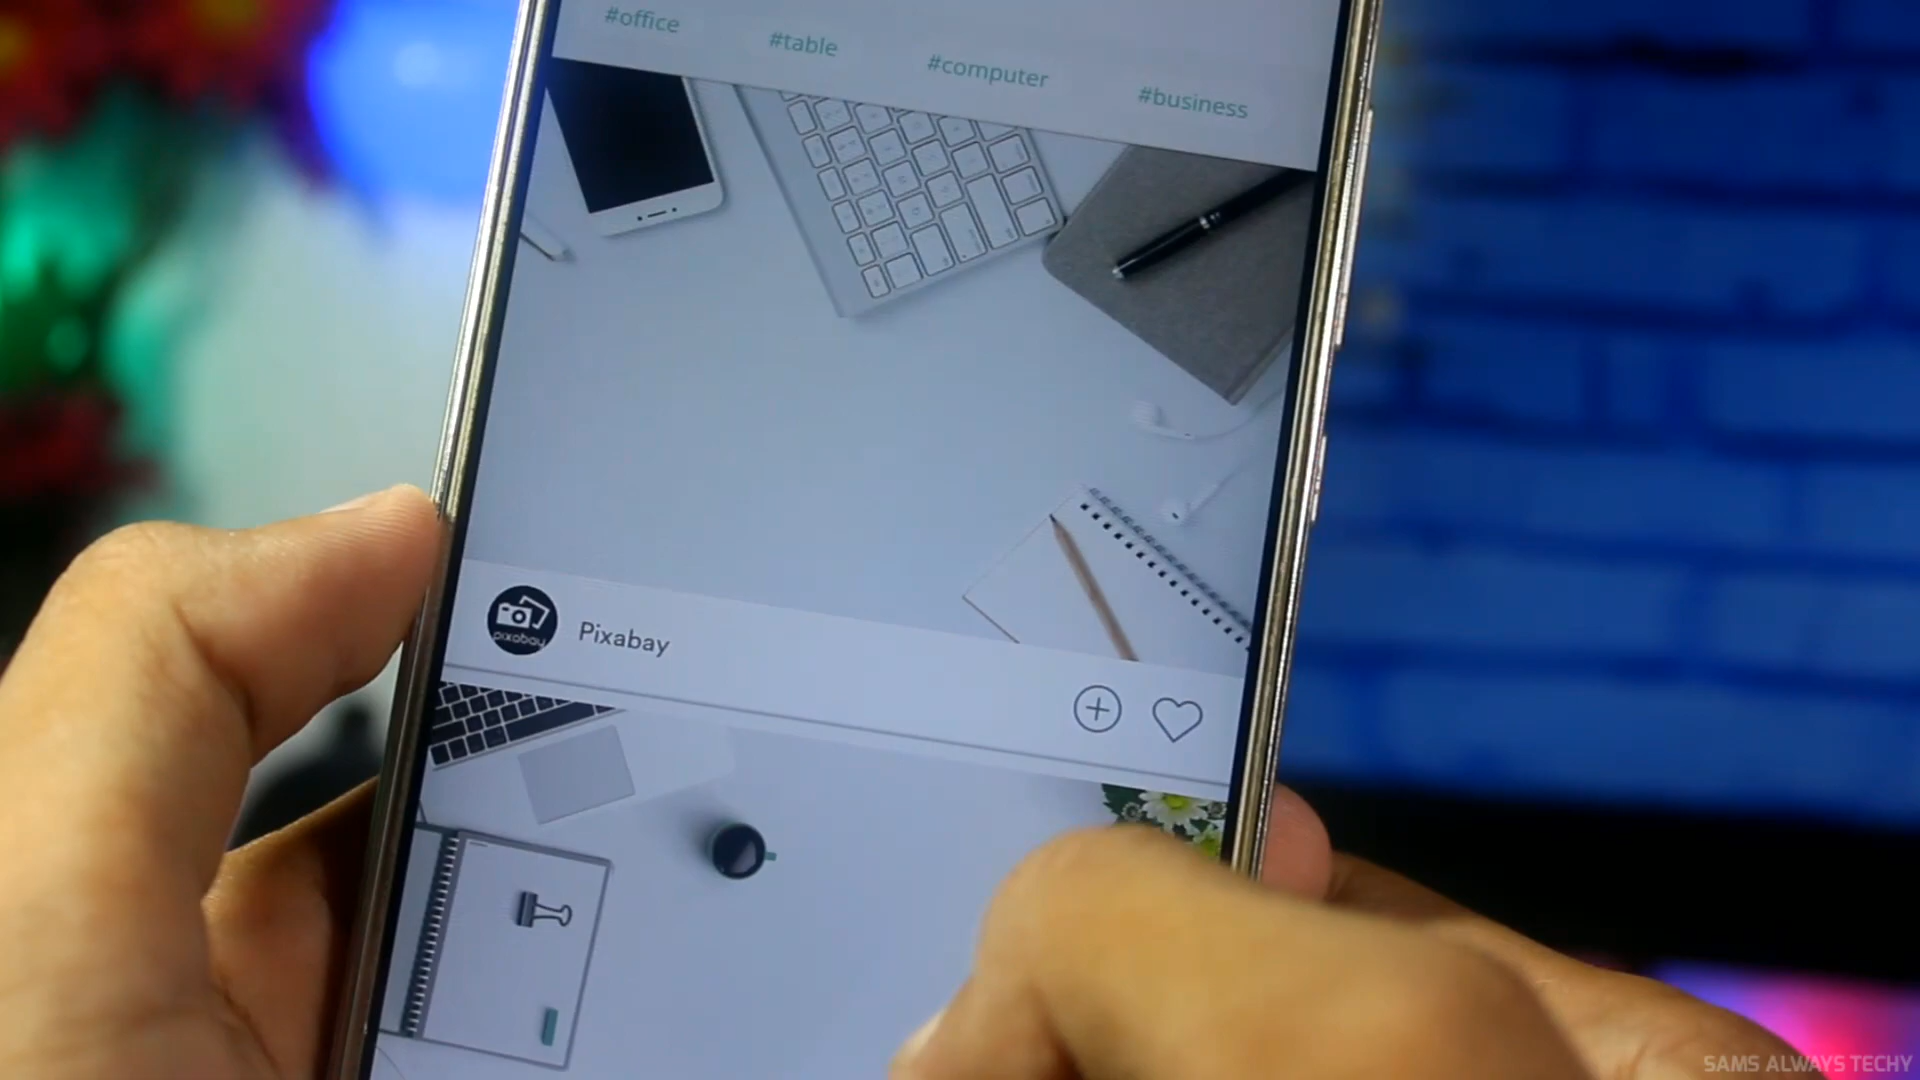 #office
#table
#computer
#business
pixabay
Pixabay
SAMS ALWAYS TECHY